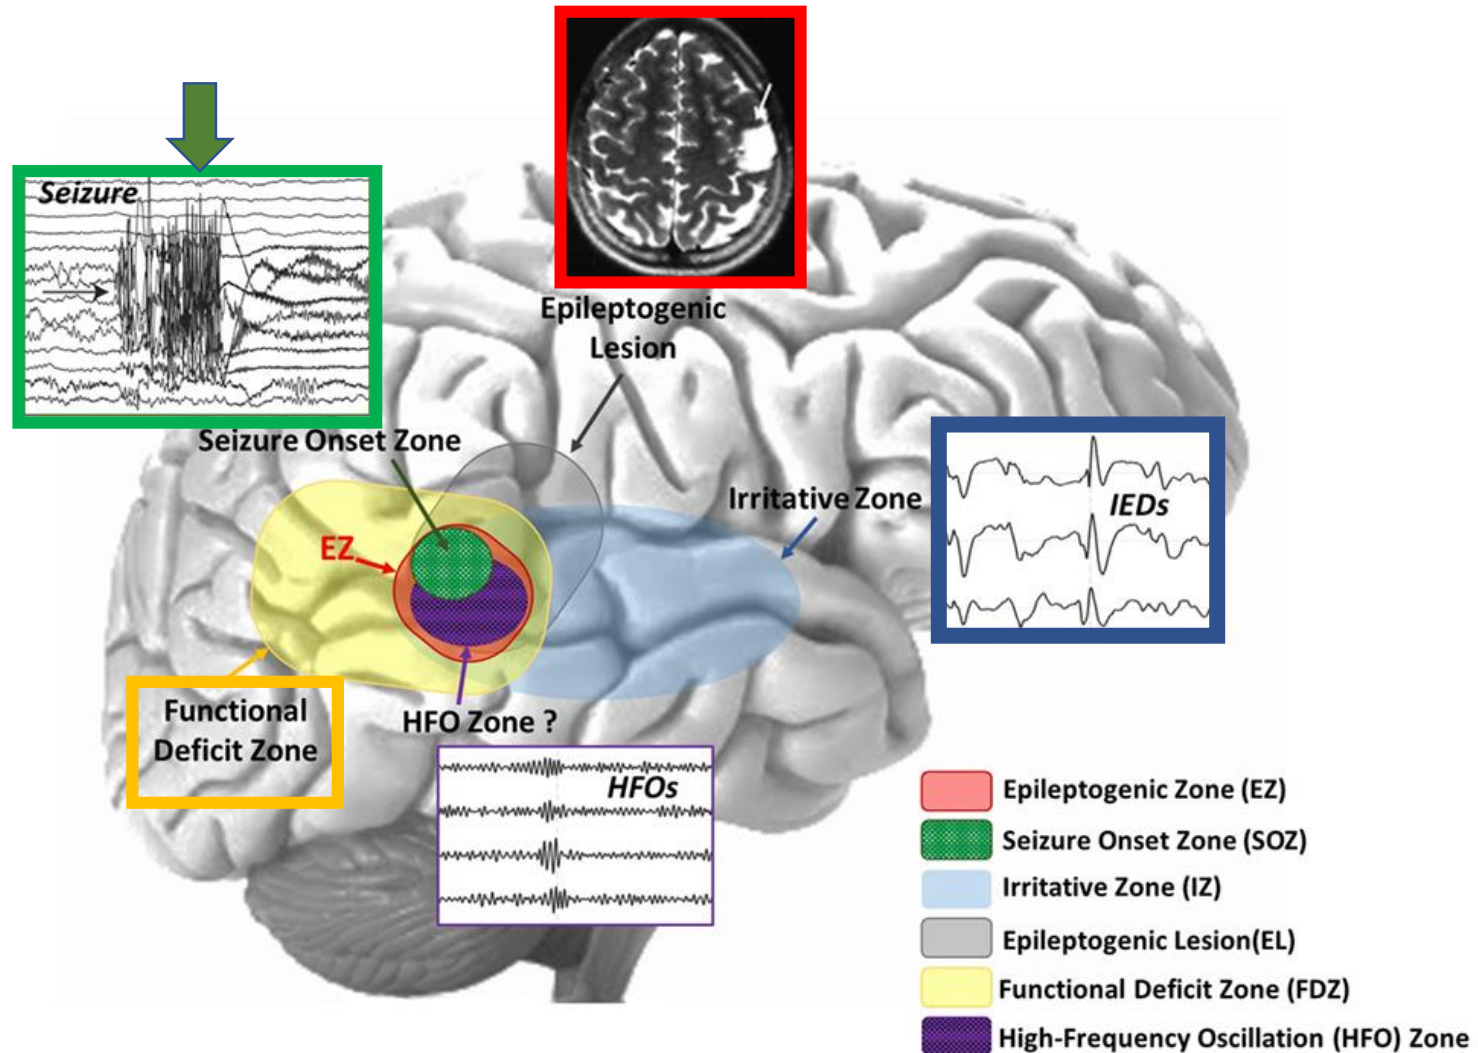 Seizure
Epileptogenic
Lesion
Seizure Onset Zone
Irritative Zone
IEDs
EZ
Functional
Deficit Zone
HFO Zone ?
HFOs
Epileptogenic Zone (EZ)
Seizure Onset Zone (SOZ)
Irritative Zone (IZ)
Epileptogenic Lesion(EL)
Functional Deficit Zone (FDZ)
High-Frequency Oscillation (HFO) Zone